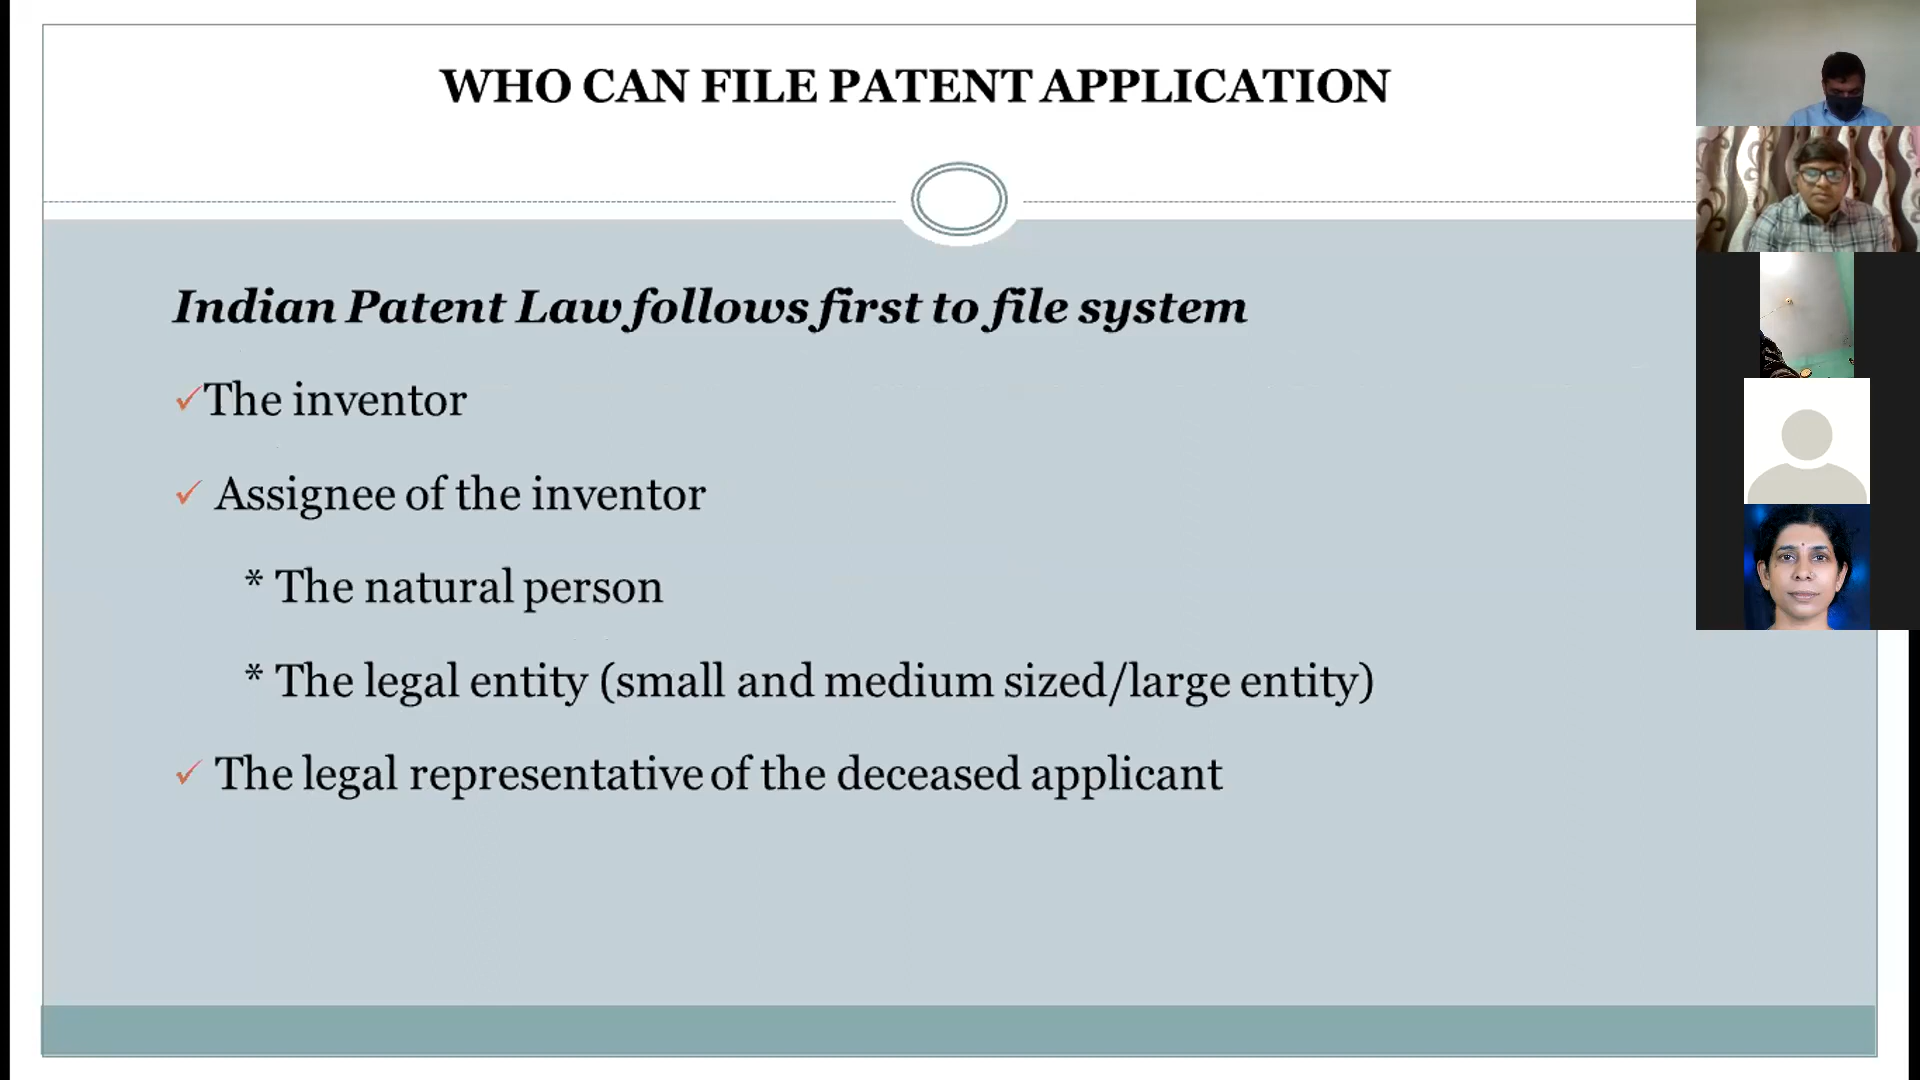 WHO CAN FILE PATENT APPLICATION
Indian Patent Law follows first to file system
✓The inventor
✓ Assignee of the inventor
* The natural person
* The legal entity (small and medium sized/large entity)
✓ The legal representative of the deceased applicant